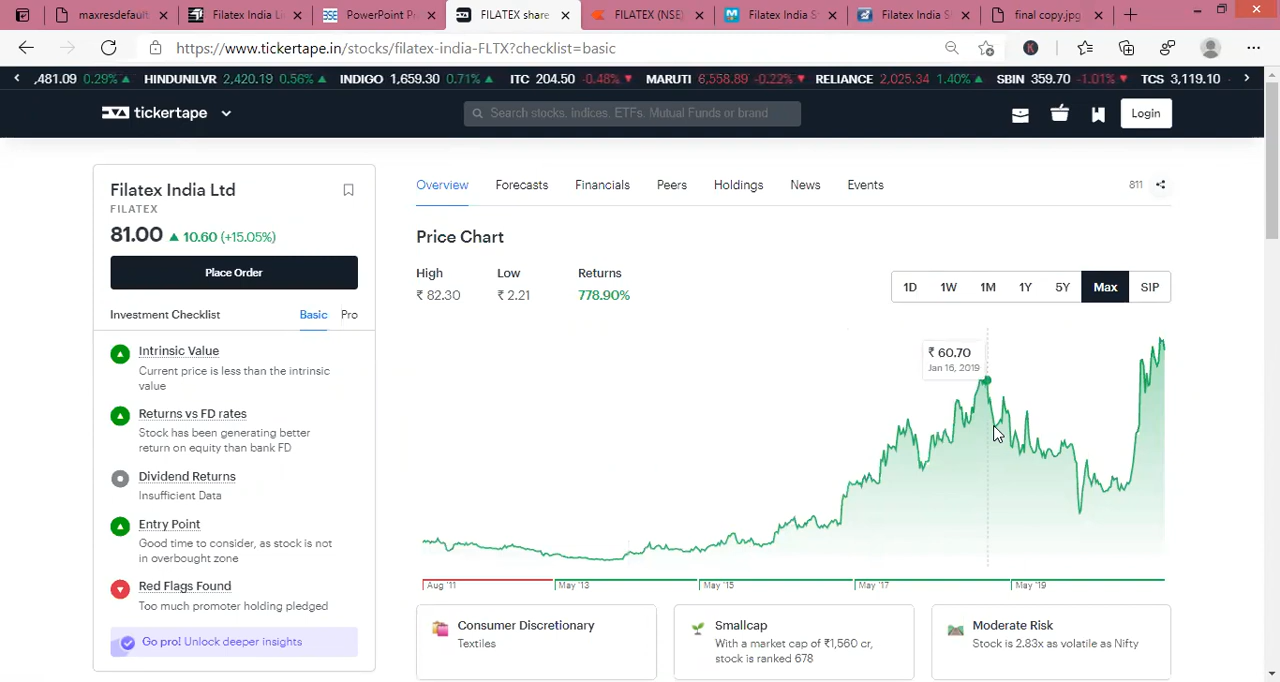 maxresdefault
Filatex India Li
PowerPoint P
FILATEX share
FILATEX (NSE)
Filatex India S
Filatex India S
final copy.jpg
https://www.tickertape.in/stocks/filatex-india-FLTX?checklist=basic
K
,481.09 0.29% HINDUNILVR 2,420.19 0.56% INDIGO 1,659.30 0.71% ITC 204.50 -0.48% MARUTI 6,558.89 -0.22% RELIANCE 2,025.34 1.40% SBIN 359.70 -1.01% TCS 3,119.10
tickertape
Search stocks, indices, ETFs, Mutual Funds or brand
Login
Filatex India Ltd
FILATEX
81.00 10.60 (+15.05%)
Place Order
Investment Checklist Basic Pro
Intrinsic Value
Current price is less than the intrinsic
value
Returns vs FD rates
Stock has been generating better
return on equity than bank FD
Dividend Returns
Insufficient Data
Entry Point
Good time to consider, as stock is not
in overbought zone
Red Flags Found
Too much promoter holding pledged
Go pro! Unlock deeper insights
Overview Forecasts Financials Peers Holdings News Events
811
Price Chart
High Low Returns
₹ 82.30 ₹ 2.21 778.90%
1D 1W 1M 1Y 5Y Max SIP
₹ 60.70
Jan 16, 2019
Aug '11 May '13 May '15 May '17 May '19
Consumer Discretionary
Textiles
Smallcap
With a market cap of ₹1,560 cr,
stock is ranked 678
Moderate Risk
Stock is 2.83x as volatile as Nifty